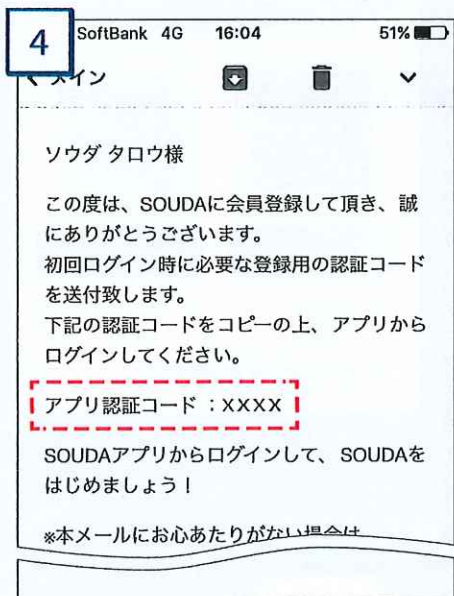 4
SoftBank 4G 16:04 51%
メイン
ソウダ タロウ様
この度は、SOUDAに会員登録して頂き、誠
にありがとうございます。
初回ログイン時に必要な登録用の認証コード
を送付致します。
下記の認証コードをコピーの上、アプリから
ログインしてください。
アプリ認証コード：XXXX
SOUDAアプリからログインして、SOUDAを
はじめましょう！
※本メールにお心あたりがない場合は